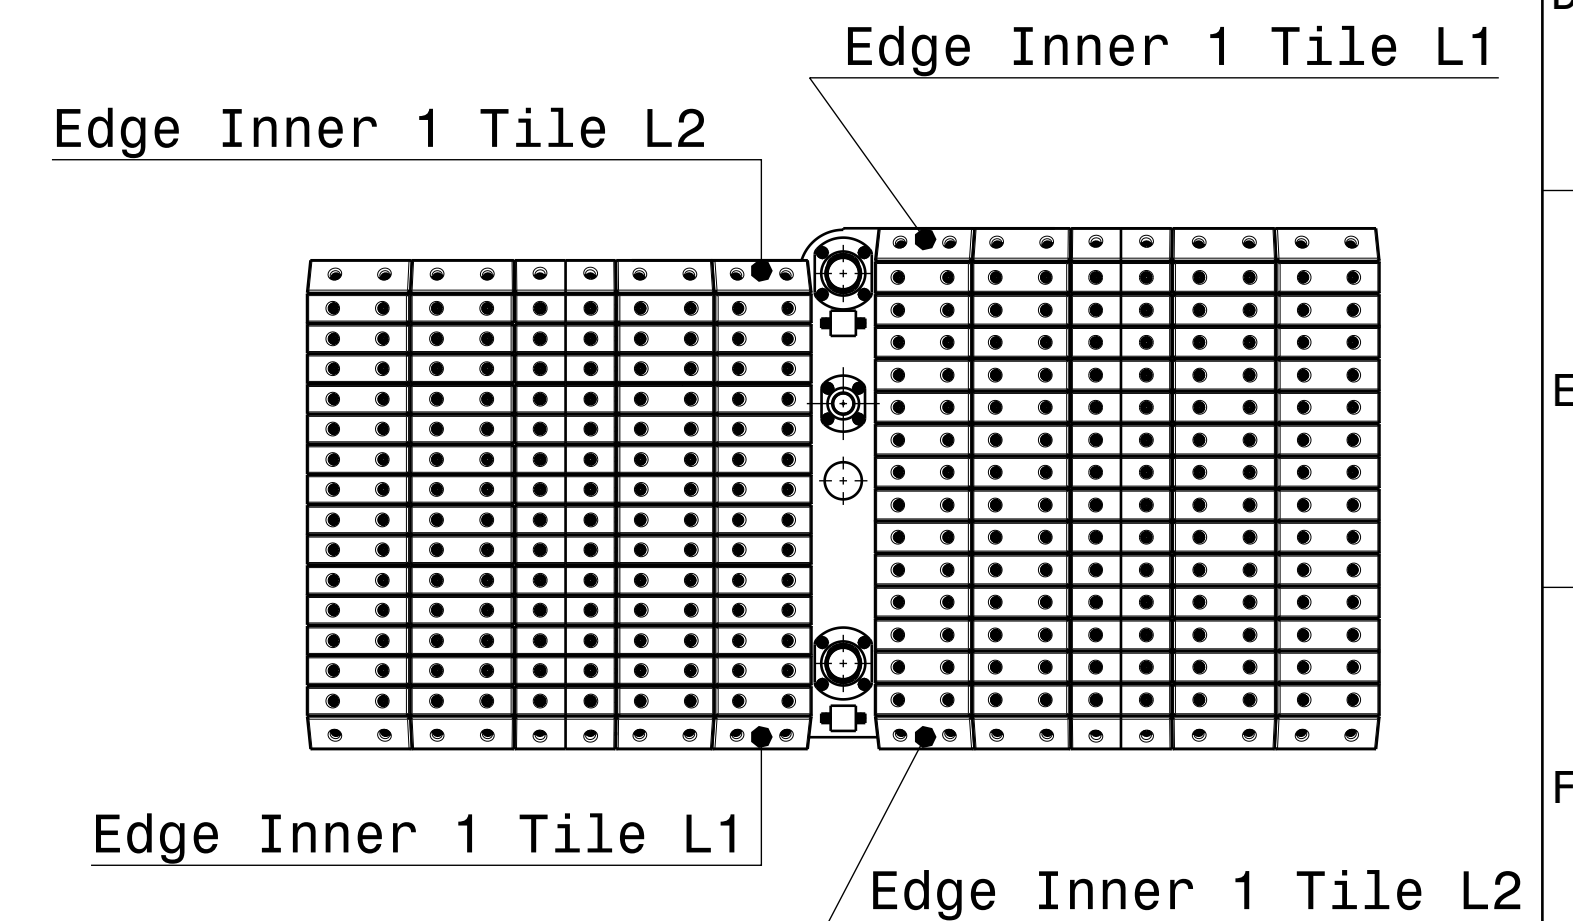 Edge Inner 1 Tile L1
Edge Inner 1 Tile L2
E
F
Edge Inner 1 Tile L1
Edge Inner 1 Tile L2